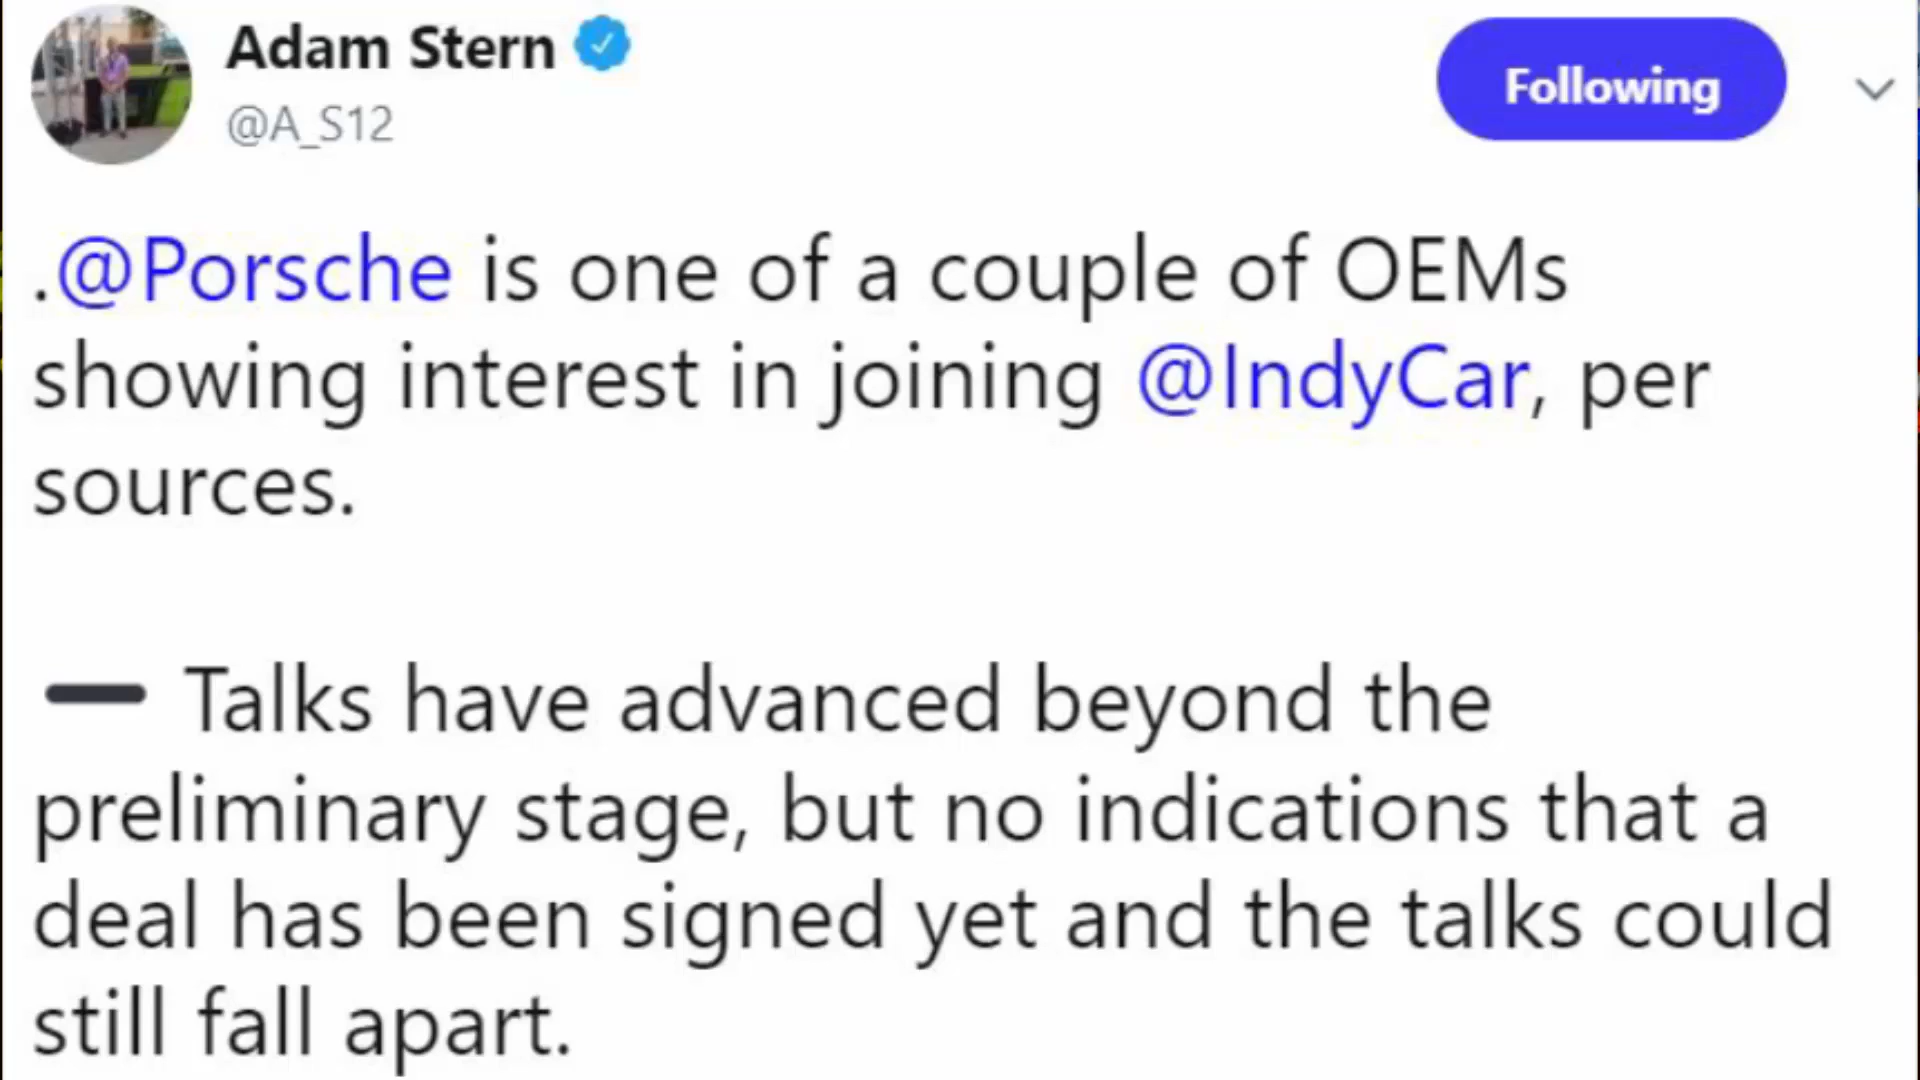 Adam Stern
@A_S12
Following
.@Porsche is one of a couple of OEMs
showing interest in joining @IndyCar, per
sources.
➖ Talks have advanced beyond the
preliminary stage, but no indications that a
deal has been signed yet and the talks could
still fall apart.